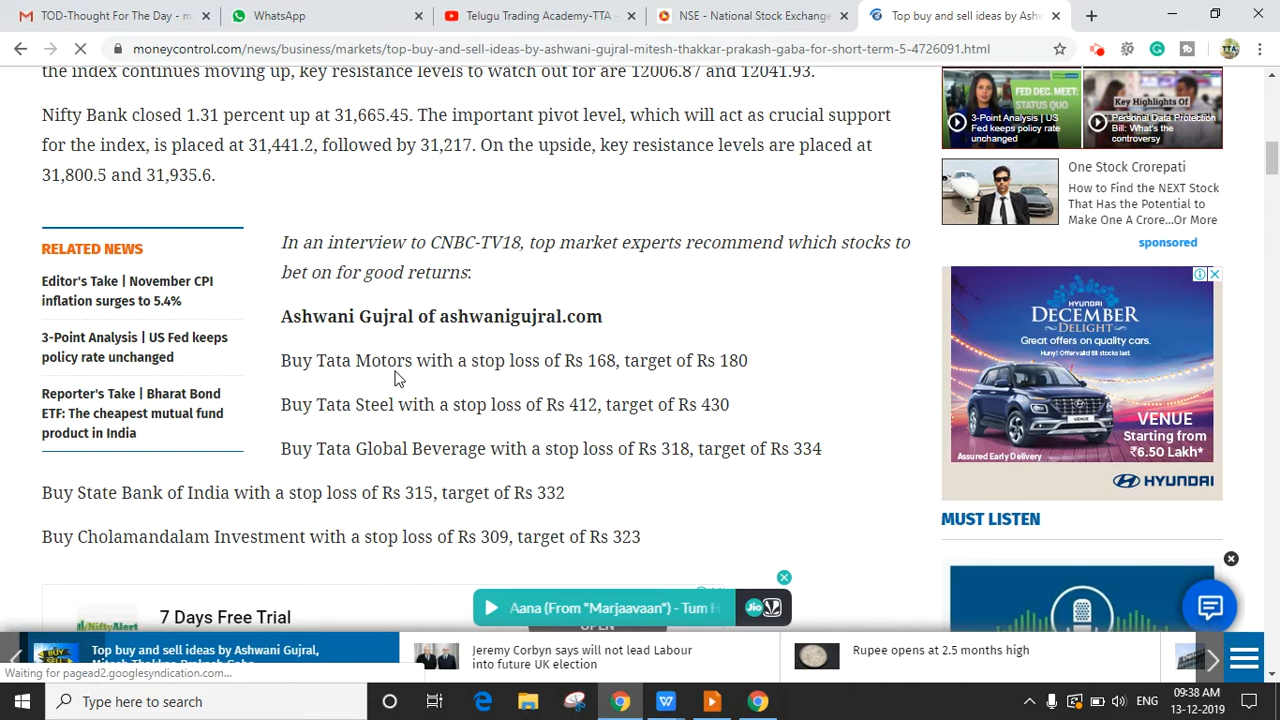 TOD-Thought For The Day - m
WhatsApp
Telugu Trading Academy-TTA -
NSE - National Stock Exchange
Top buy and sell ideas by Ashw
moneycontrol.com/news/business/markets/top-buy-and-sell-ideas-by-ashwani-gujral-mitesh-thakkar-prakash-gaba-for-short-term-5-4726091.html
the index continues moving up, key resistance levels to watch out for are 12006.87 and 12041.93.
Nifty Bank closed 1.31 percent up at 31,665.45. The important pivot level, which will act as crucial support
for the index, is placed at 31,441.2, followed by 31,217. On the upside, key resistance levels are placed at
31,800.5 and 31,935.6.
RELATED NEWS
Editor's Take | November CPI
inflation surges to 5.4%
3-Point Analysis | US Fed keeps
policy rate unchanged
Reporter's Take | Bharat Bond
ETF: The cheapest mutual fund
product in India
In an interview to CNBC-TV18, top market experts recommend which stocks to
bet on for good returns:
Ashwani Gujral of ashwanigujral.com
Buy Tata Motors with a stop loss of Rs 168, target of Rs 180
Buy Tata Steel with a stop loss of Rs 412, target of Rs 430
Buy Tata Global Beverage with a stop loss of Rs 318, target of Rs 334
Buy State Bank of India with a stop loss of Rs 315, target of Rs 332
Buy Cholamandalam Investment with a stop loss of Rs 309, target of Rs 323
NiftyAlert
7 Days Free Trial
OPEN
Aana (From "Marjaavaan") - Tum H
Jio
FED DEC. MEET:
STATUS QUO
3-Point Analysis | US
Fed keeps policy rate
unchanged
Key Highlights Of
Personal Data Protection
Bill: What's the
controversy
One Stock Crorepati
How to Find the NEXT Stock
That Has the Potential to
Make One A Crore...Or More
sponsored
HYUNDAI
DECEMBER
DELIGHT
Great offers on quality cars.
Hurry! Offer valid till stocks last.
VENUE
Starting from
₹6.50 Lakh*
Assured Early Delivery
HYUNDAI
MUST LISTEN
BUY
SELL
Top buy and sell ideas by Ashwani Gujral,
Mitesh Thakkar, Prakash Gaba
Jeremy Corbyn says will not lead Labour
into future UK election
Rupee opens at 2.5 months high
Waiting for pagead2.googlesyndication.com...
Type here to search
ENG
09:38 AM
13-12-2019